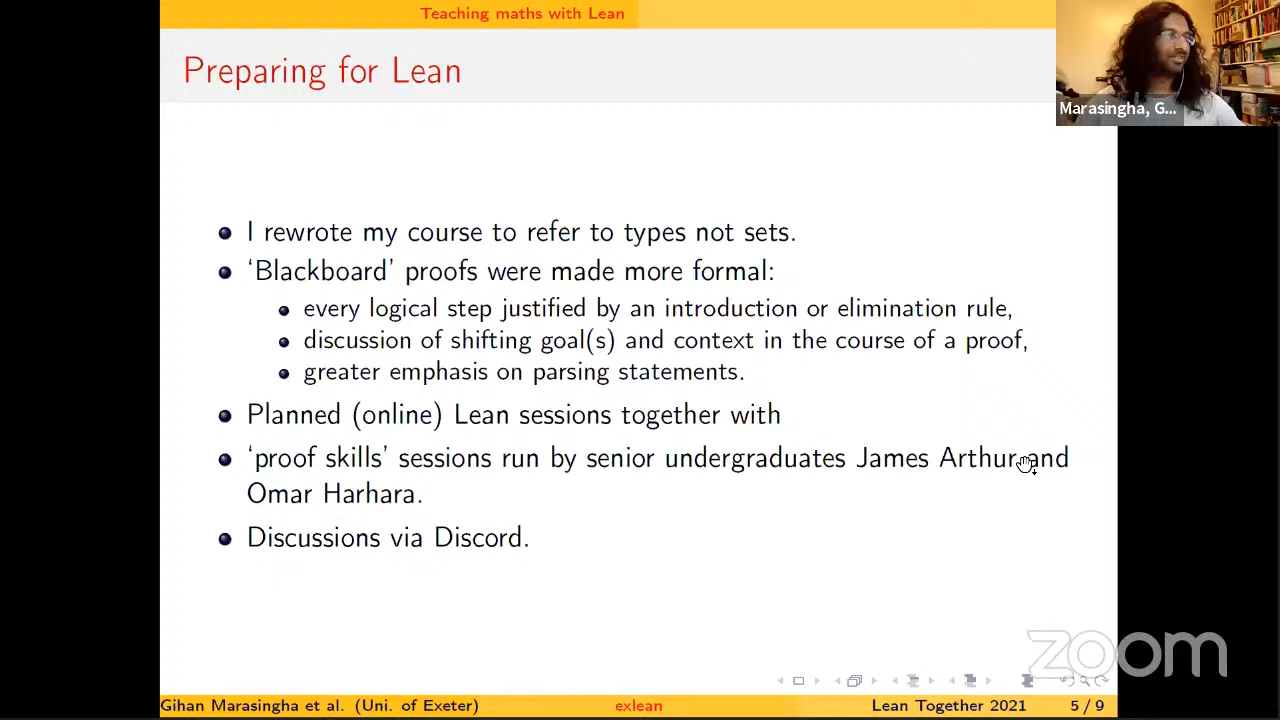 Teaching maths with Lean
Preparing for Lean
Marasingha, G...
I rewrote my course to refer to types not sets.
‘Blackboard’ proofs were made more formal:
every logical step justified by an introduction or elimination rule,
discussion of shifting goal(s) and context in the course of a proof,
greater emphasis on parsing statements.
Planned (online) Lean sessions together with
‘proof skills’ sessions run by senior undergraduates James Arthur and
Omar Harhara.
Discussions via Discord.
zoom
Gihan Marasingha et al. (Uni. of Exeter) exlean Lean Together 2021 5 / 9